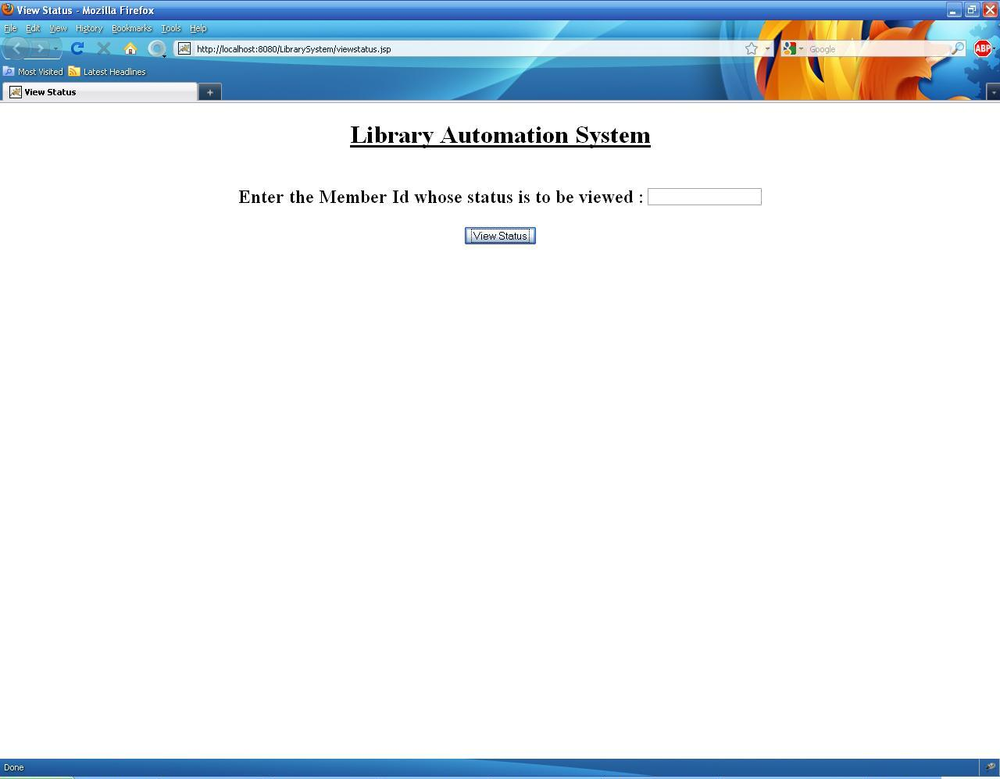 View Status - Mozilla Firefox
File Edit View History Bookmarks Tools Help
http://localhost:8080/LibrarySystem/viewstatus.jsp
Google
ABP
Most Visited Latest Headlines
View Status
Library Automation System
Enter the Member Id whose status is to be viewed :
View Status
Done